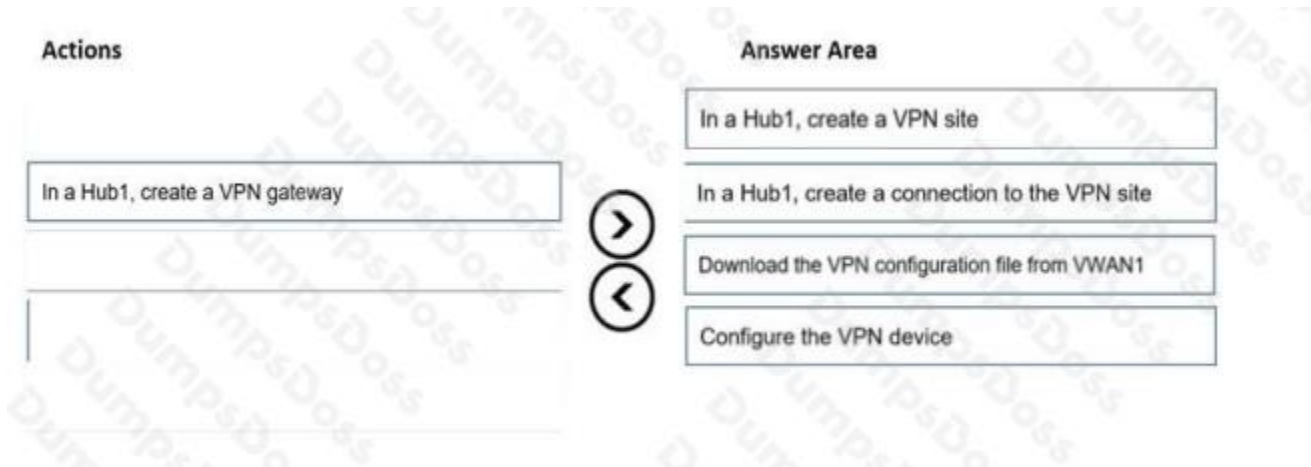 Actions
Answer Area
In a Hub1, create a VPN site
In a Hub1, create a VPN gateway
In a Hub1, create a connection to the VPN site
Download the VPN configuration file from VWAN1
Configure the VPN device
DumpsDoss